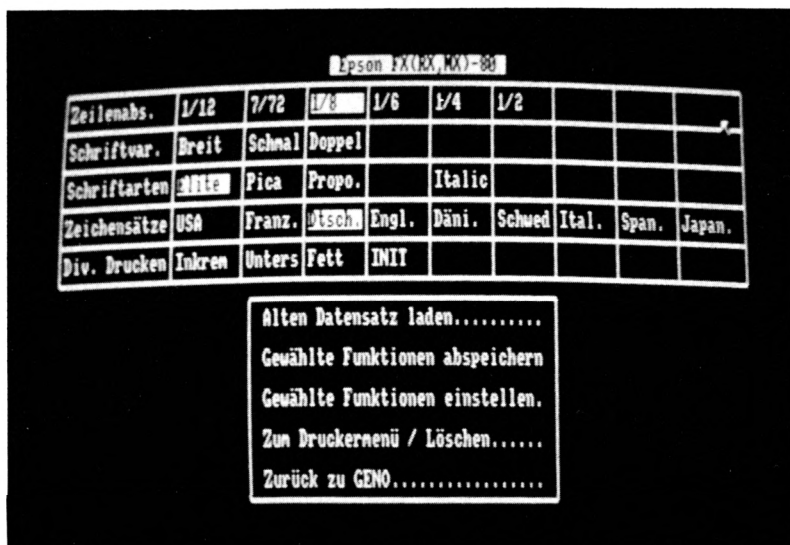 Epson FX(RX,MX)-80
Zeilenabs. 1/12 7/72 1/8 1/6 1/4 1/2
Schriftvar. Breit Schmal Doppel
Schriftarten Elite Pica Propo. Italic
Zeichensätze USA Franz. Dtsch. Engl. Däni. Schwed Ital. Span. Japan.
Div. Drucken Inkrem Unters Fett INIT
Alten Datensatz laden..........
Gewählte Funktionen abspeichern
Gewählte Funktionen einstellen.
Zum Druckermenü / Löschen......
Zurück zu GENO.................